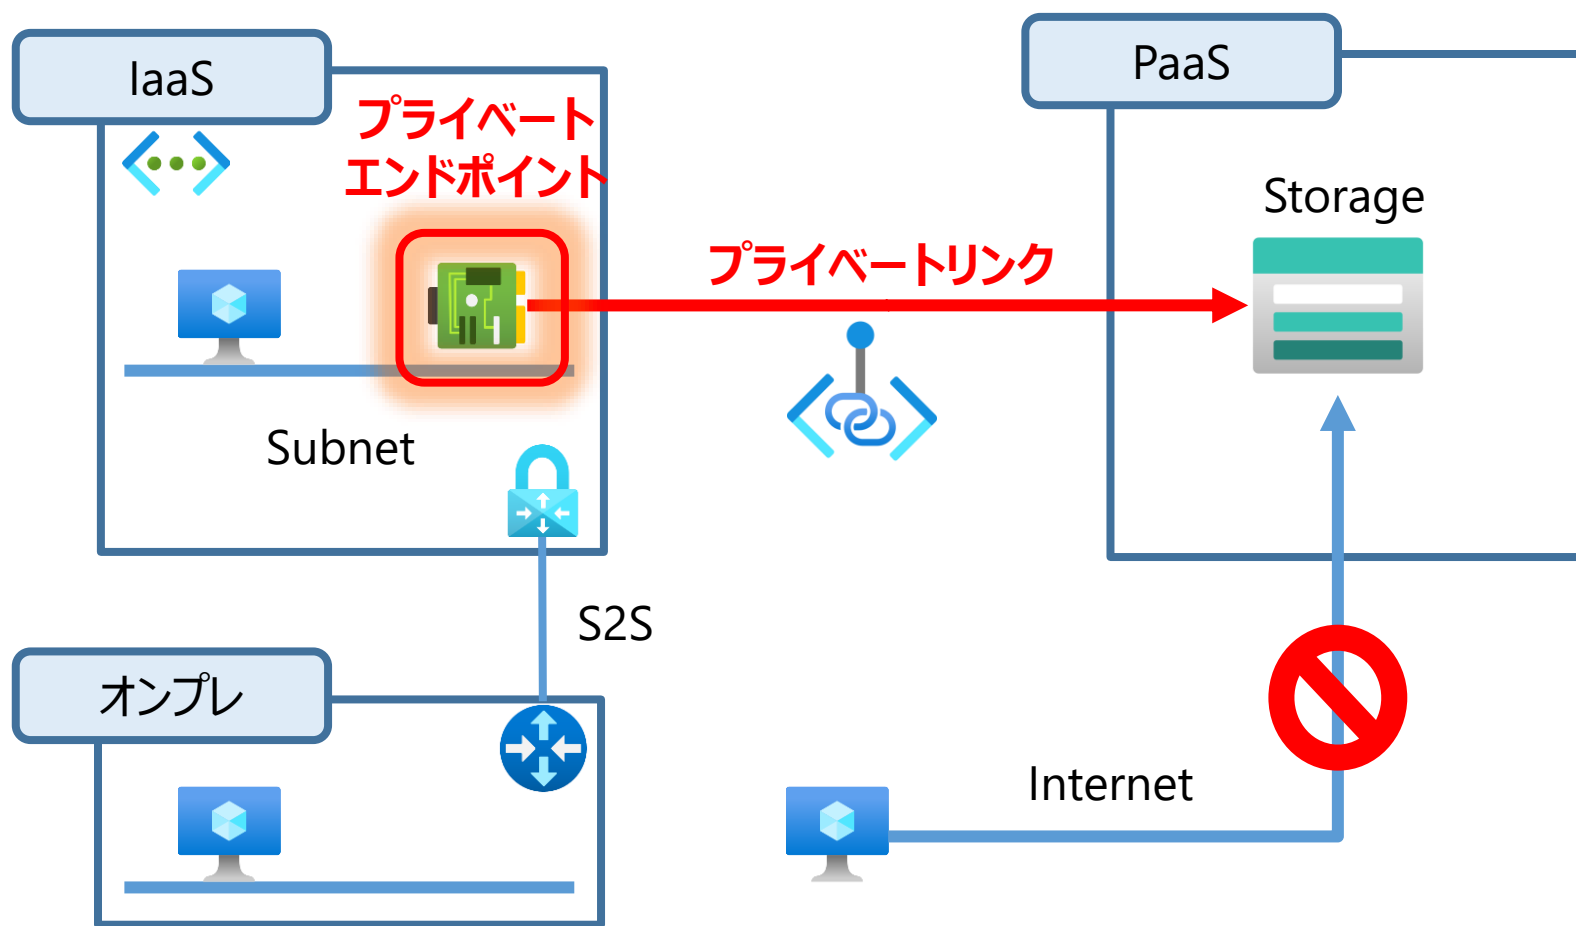 IaaS
プライベート
エンドポイント
Subnet
プライベートリンク
PaaS
Storage
S2S
オンプレ
Internet